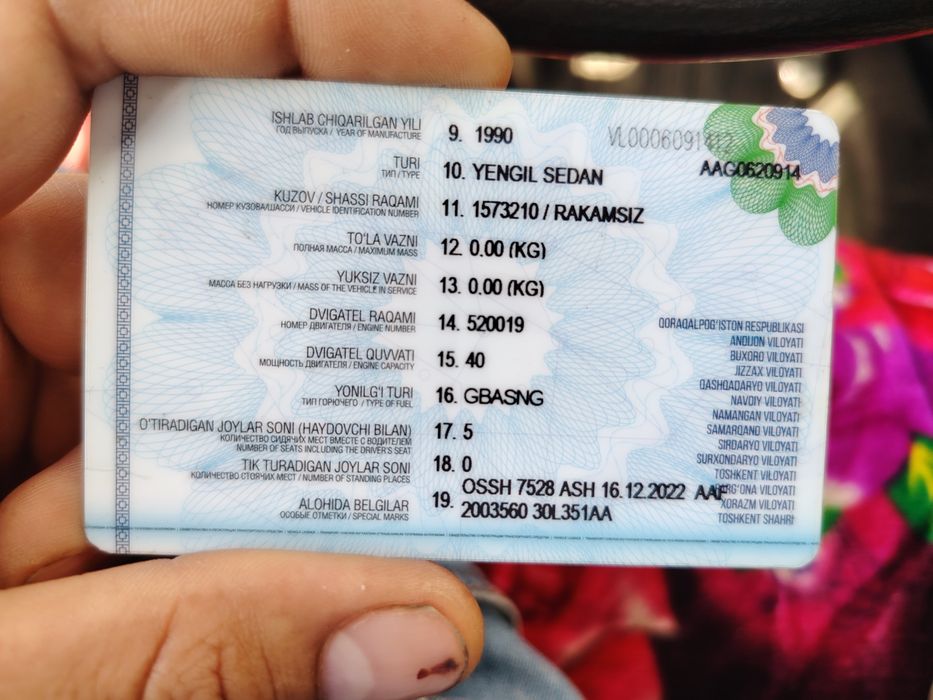 ISHLAB CHIQARILGAN YILI
ГОД ВЫПУСКА / YEAR OF MANUFACTURE
9. 1990
VL0006091412
AAG0620914
TURI
ТИП / TYPE
10. YENGIL SEDAN
KUZOV / SHASSI RAQAMI
НОМЕР КУЗОВА/ШАССИ / VEHICLE IDENTIFICATION NUMBER
11. 1573210 / RAKAMSIZ
TO'LA VAZNI
ПОЛНАЯ МАССА / MAXIMUM MASS
12. 0.00 (KG)
YUKSIZ VAZNI
МАССА БЕЗ НАГРУЗКИ / MASS OF THE VEHICLE IN SERVICE
13. 0.00 (KG)
DVIGATEL RAQAMI
НОМЕР ДВИГАТЕЛЯ / ENGINE NUMBER
14. 520019
DVIGATEL QUVVATI
МОЩНОСТЬ ДВИГАТЕЛЯ / ENGINE CAPACITY
15. 40
YONILG'I TURI
ТИП ГОРЮЧЕГО / TYPE OF FUEL
16. GBASNG
O'TIRADIGAN JOYLAR SONI (HAYDOVCHI BILAN)
КОЛИЧЕСТВО СИДЯЧИХ МЕСТ ВМЕСТЕ С ВОДИТЕЛЕМ
NUMBER OF SEATS INCLUDING THE DRIVER'S SEAT
17. 5
TIK TURADIGAN JOYLAR SONI
КОЛИЧЕСТВО СТОЯЧИХ МЕСТ / NUMBER OF STANDING PLACES
18. 0
ALOHIDA BELGILAR
ОСОБЫЕ ОТМЕТКИ / SPECIAL MARKS
19. OSSH 7528 ASH 16.12.2022 AAF
2003560 30L351AA
QORAQALPOG'ISTON RESPUBLIKASI
ANDIJON VILOYATI
BUXORO VILOYATI
JIZZAX VILOYATI
QASHQADARYO VILOYATI
NAVOIY VILOYATI
NAMANGAN VILOYATI
SAMARQAND VILOYATI
SIRDARYO VILOYATI
SURXONDARYO VILOYATI
TOSHKENT VILOYATI
FARG'ONA VILOYATI
XORAZM VILOYATI
TOSHKENT SHAHRI